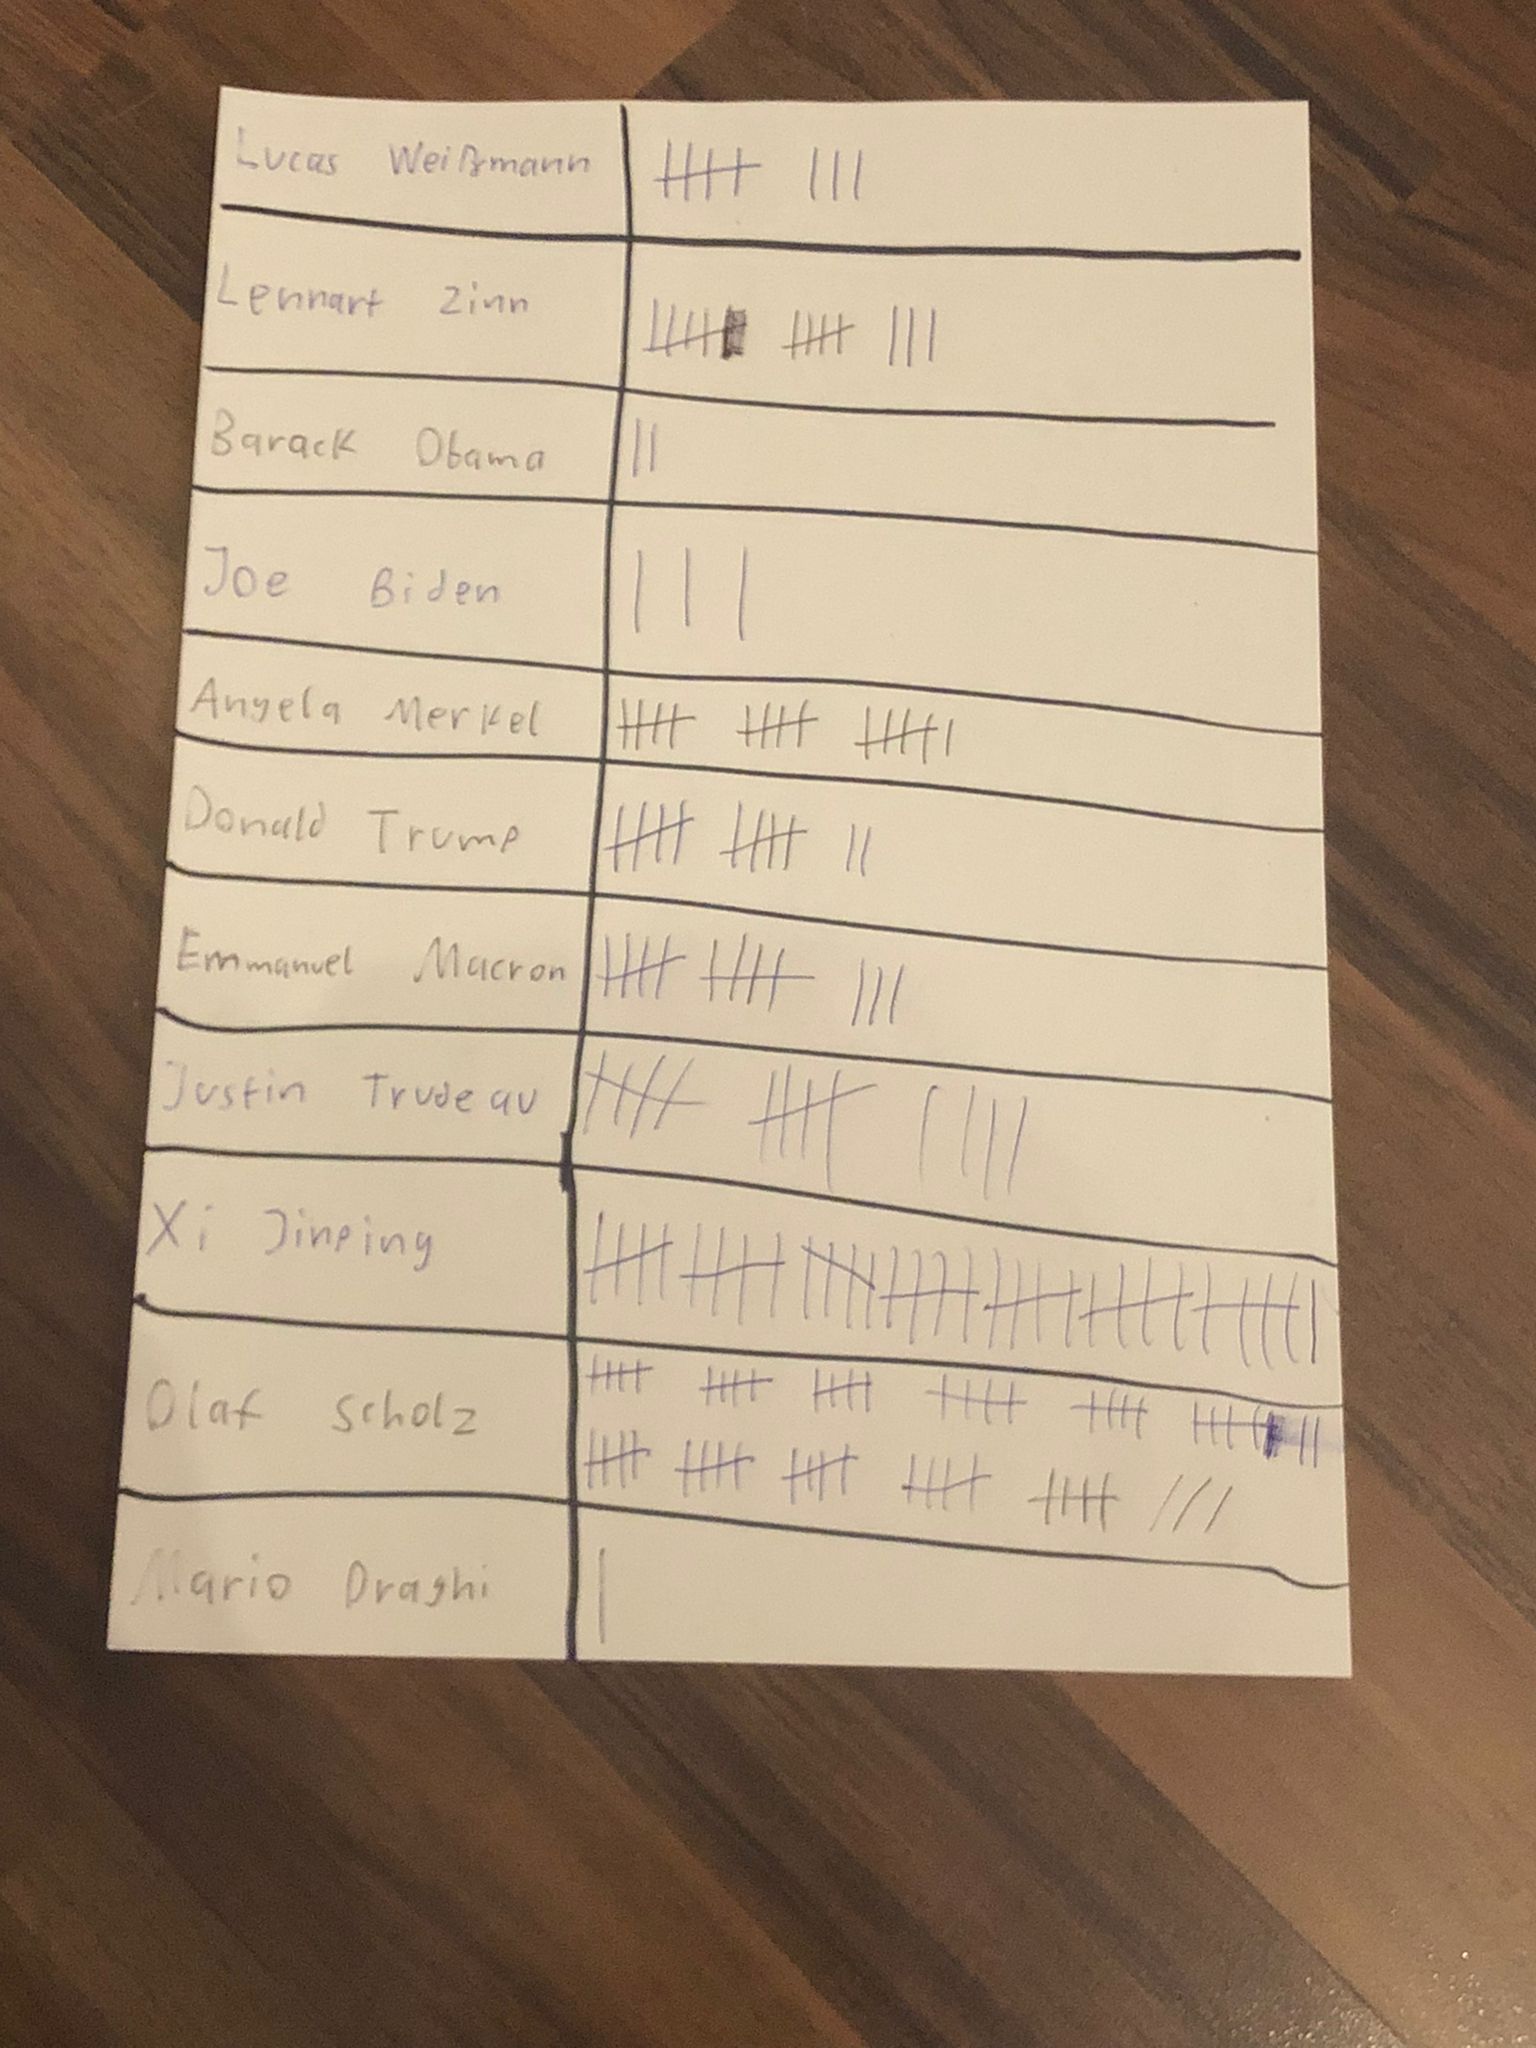 Lucas Weißmann
Lennart Zinn
Barack Obama
Joe Biden
Angela Merkel
Donald Trump
Emmanuel Macron
Justin Trudeau
Xi Jinping
Olaf Scholz
Mario Draghi